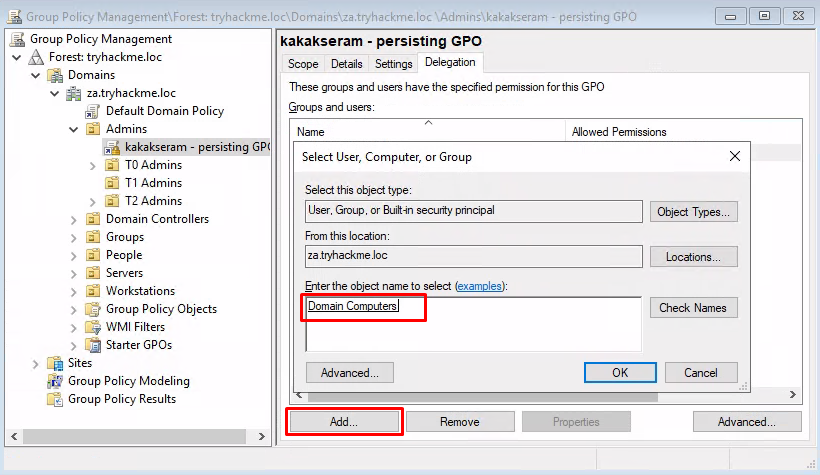 Group Policy Management\Forest: tryhackme.loc\Domains\za.tryhackme.loc \Admins\kakakseram - persisting GPO
Group Policy Management
Forest: tryhackme.loc
Domains
za.tryhackme.loc
Default Domain Policy
Admins
kakakseram - persisting GPO
T0 Admins
T1 Admins
T2 Admins
Domain Controllers
Groups
People
Servers
Workstations
Group Policy Objects
WMI Filters
Starter GPOs
Sites
Group Policy Modeling
Group Policy Results
kakakseram - persisting GPO
Scope Details Settings Delegation
These groups and users have the specified permission for this GPO
Groups and users:
Name Allowed Permissions
Select User, Computer, or Group
Select this object type:
User, Group, or Built-in security principal Object Types...
From this location:
za.tryhackme.loc Locations...
Enter the object name to select (examples):
Domain Computers Check Names
Advanced... OK Cancel
Add... Remove Properties Advanced...